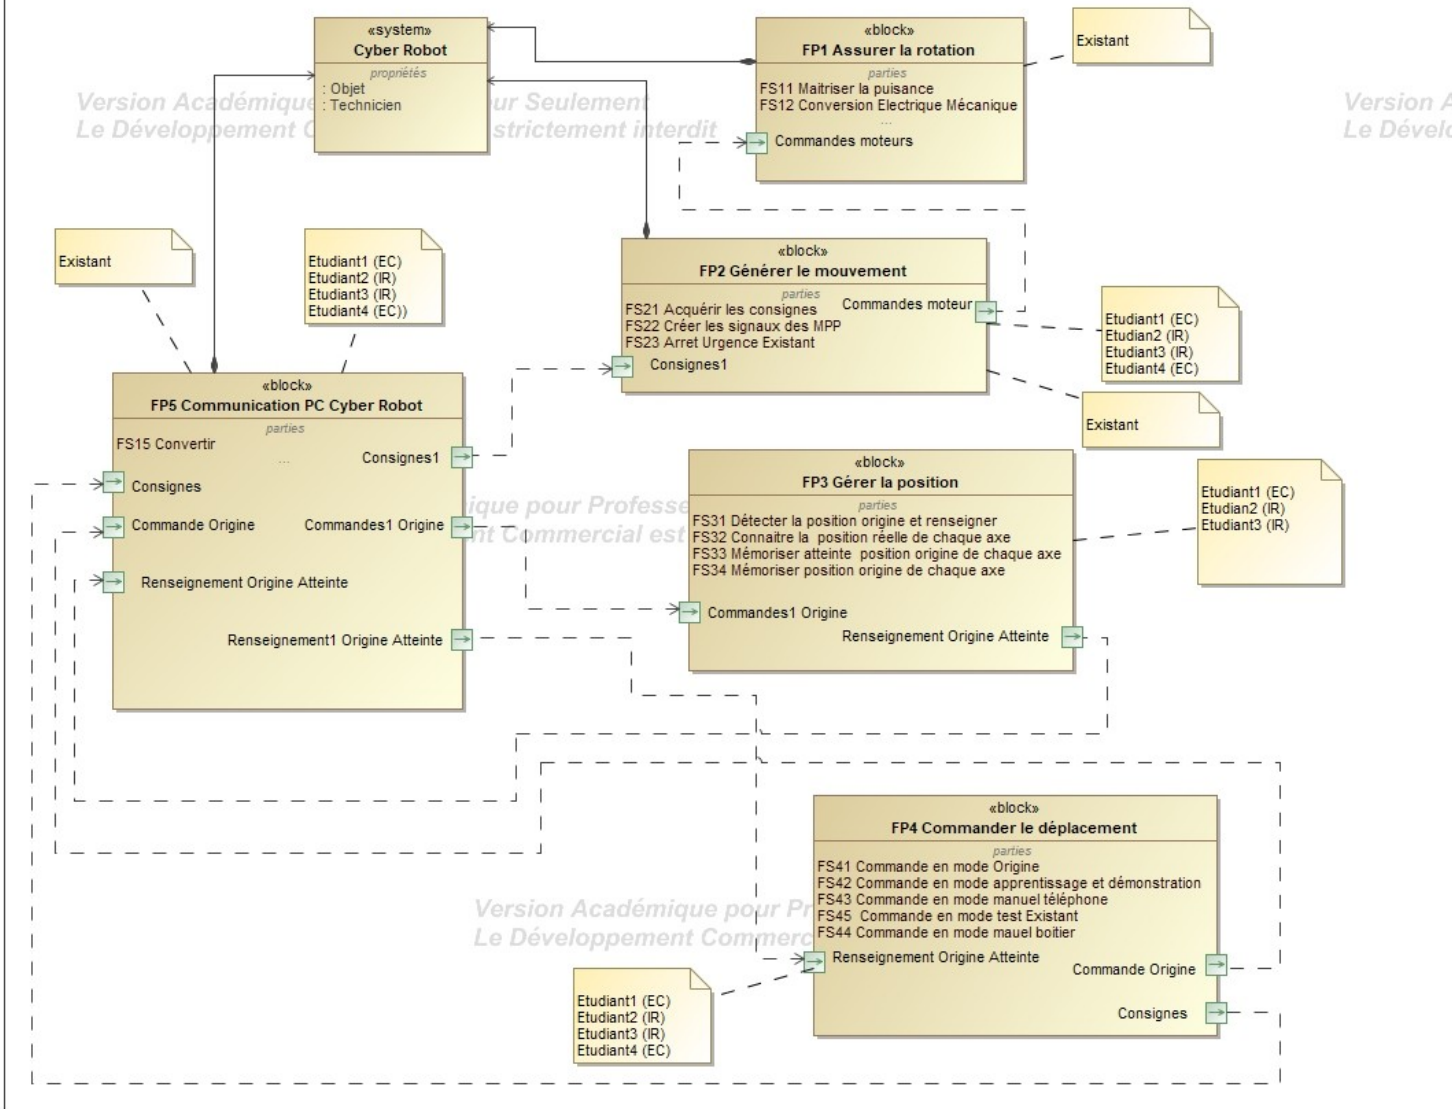 «system»
Cyber Robot
propriétés
: Objet
: Technicien
«block»
FP1 Assurer la rotation
parties
FS11 Maitriser la puisance
FS12 Conversion Electrique Mécanique
...
Commandes moteurs
Existant
Version Académique
ur Seulement
Le Développement C
strictement interdit
Version A
Le Dévelo
Existant
Etudiant1 (EC)
Etudiant2 (IR)
Etudiant3 (IR)
Etudiant4 (EC))
«block»
FP2 Générer le mouvement
parties
Commandes moteur
FS21 Acquérir les consignes
FS22 Créer les signaux des MPP
FS23 Arret Urgence Existant
Consignes1
Etudiant1 (EC)
Etudian2 (IR)
Etudiant3 (IR)
Etudiant4 (EC)
Existant
«block»
FP5 Communication PC Cyber Robot
parties
FS15 Convertir
...
Consignes1
Consignes
Commande Origine
Commandes1 Origine
Renseignement Origine Atteinte
Renseignement1 Origine Atteinte
ique pour Professe
nt Commercial est
«block»
FP3 Gérer la position
parties
FS31 Détecter la position origine et renseigner
FS32 Connaitre la position réelle de chaque axe
FS33 Mémoriser atteinte position origine de chaque axe
FS34 Mémoriser position origine de chaque axe
Commandes1 Origine
Renseignement Origine Atteinte
Etudiant1 (EC)
Etudian2 (IR)
Etudiant3 (IR)
«block»
FP4 Commander le déplacement
parties
FS41 Commande en mode Origine
FS42 Commande en mode apprentissage et démonstration
FS43 Commande en mode manuel téléphone
FS45 Commande en mode test Existant
FS44 Commande en mode mauel boitier
Renseignement Origine Atteinte
Commande Origine
Consignes
Version Académique pour Pr
Le Développement Commerc
Etudiant1 (EC)
Etudiant2 (IR)
Etudiant3 (IR)
Etudiant4 (EC)